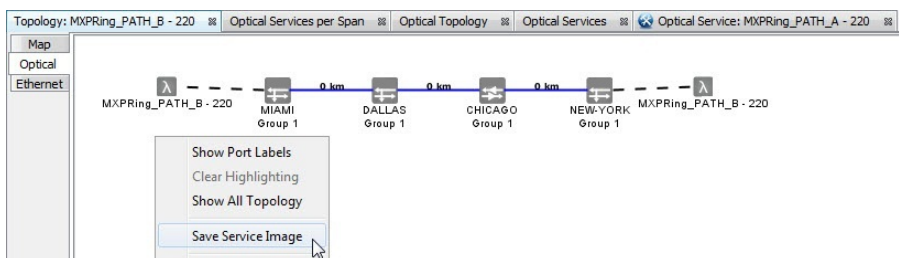 Topology: MXPRing_PATH_B - 220 Optical Services per Span Optical Topology Optical Services Optical Service: MXPRing_PATH_A - 220
Map
Optical
Ethernet
λ 0 km 0 km 0 km λ
MXPRing_PATH_B - 220 MIAMI DALLAS CHICAGO NEW-YORK MXPRing_PATH_B - 220
Group 1 Group 1 Group 1 Group 1
Show Port Labels
Clear Highlighting
Show All Topology
Save Service Image